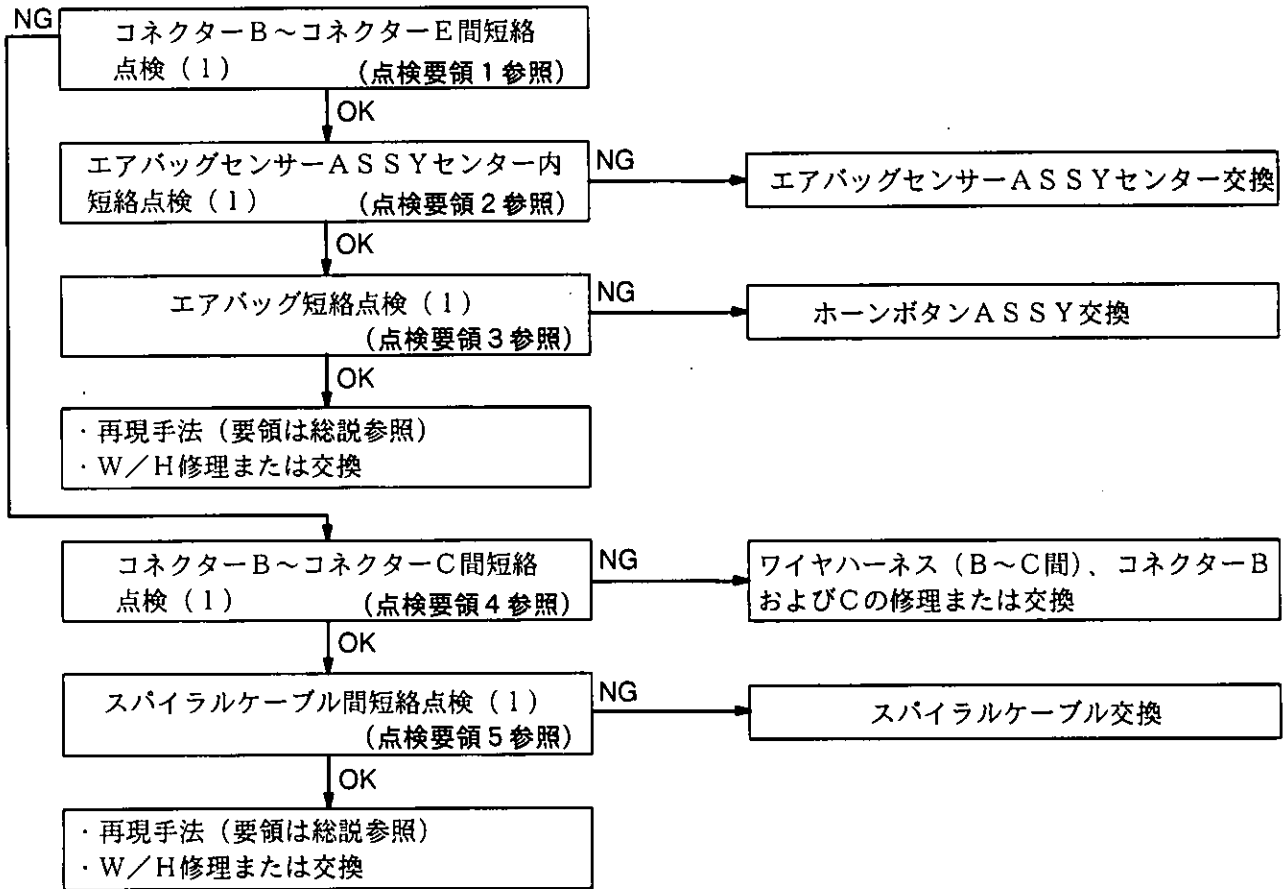 NG
コネクターB～コネクターE間短絡
点検（1）　（点検要領1参照）
OK
エアバッグセンサーASSYセンター内
短絡点検（1）　（点検要領2参照）
NG
エアバッグセンサーASSYセンター交換
OK
エアバッグ短絡点検（1）
（点検要領3参照）
NG
ホーンボタンASSY交換
OK
・再現手法（要領は総説参照）
・W／H修理または交換
コネクターB～コネクターC間短絡
点検（1）　（点検要領4参照）
NG
ワイヤハーネス（B～C間）、コネクターB
およびCの修理または交換
OK
スパイラルケーブル間短絡点検（1）
（点検要領5参照）
NG
スパイラルケーブル交換
OK
・再現手法（要領は総説参照）
・W／H修理または交換